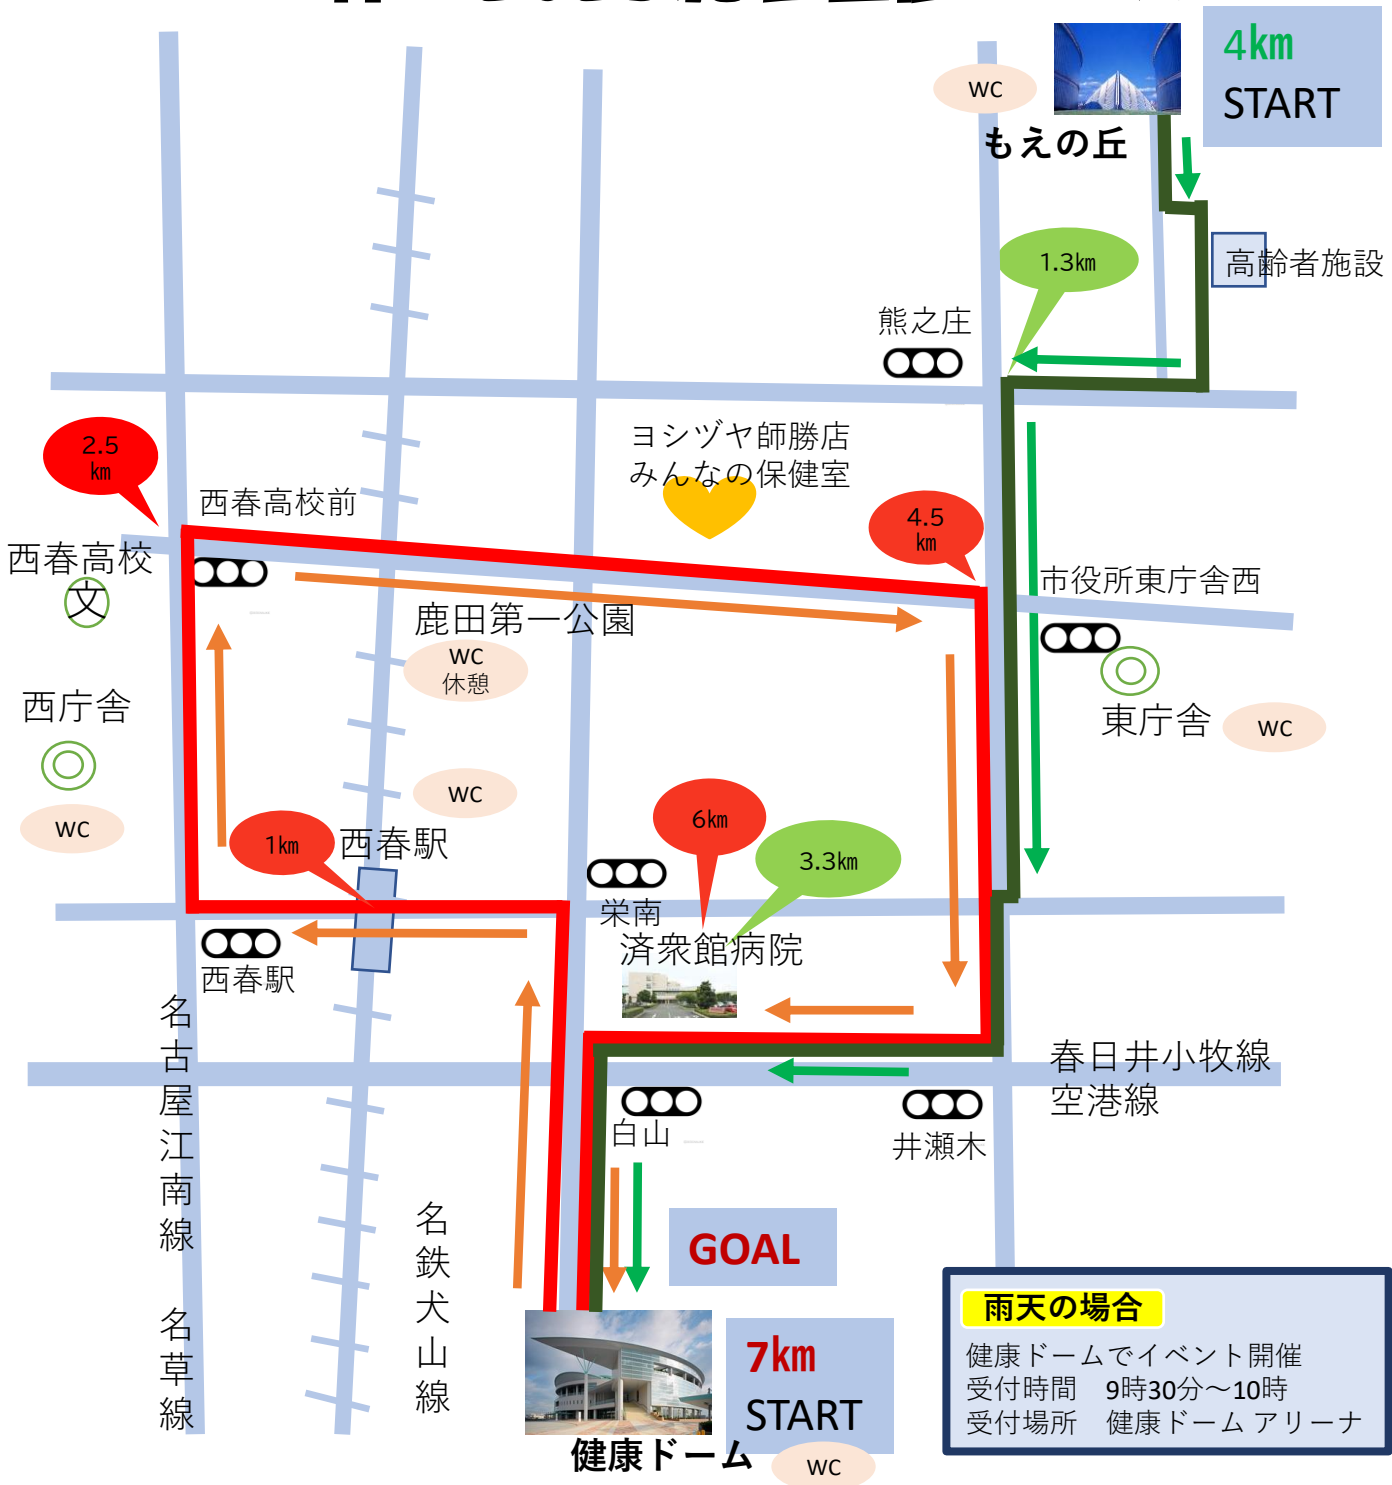 4㎞
START
WC
もえの丘
高齢者施設
1.3㎞
熊之庄
ヨシヅヤ師勝店
みんなの保健室
2.5
㎞
西春高校前
4.5
㎞
西春高校
文
市役所東庁舎西
鹿田第一公園
WC
休憩
西庁舎
東庁舎
WC
WC
WC
6㎞
1㎞
西春駅
3.3㎞
栄南
済衆館病院
西春駅
名古屋江南線
名草線
春日井小牧線
空港線
白山
井瀬木
名鉄犬山線
GOAL
7㎞
START
健康ドーム
WC
雨天の場合
健康ドームでイベント開催
受付時間　9時30分～10時
受付場所　健康ドーム アリーナ